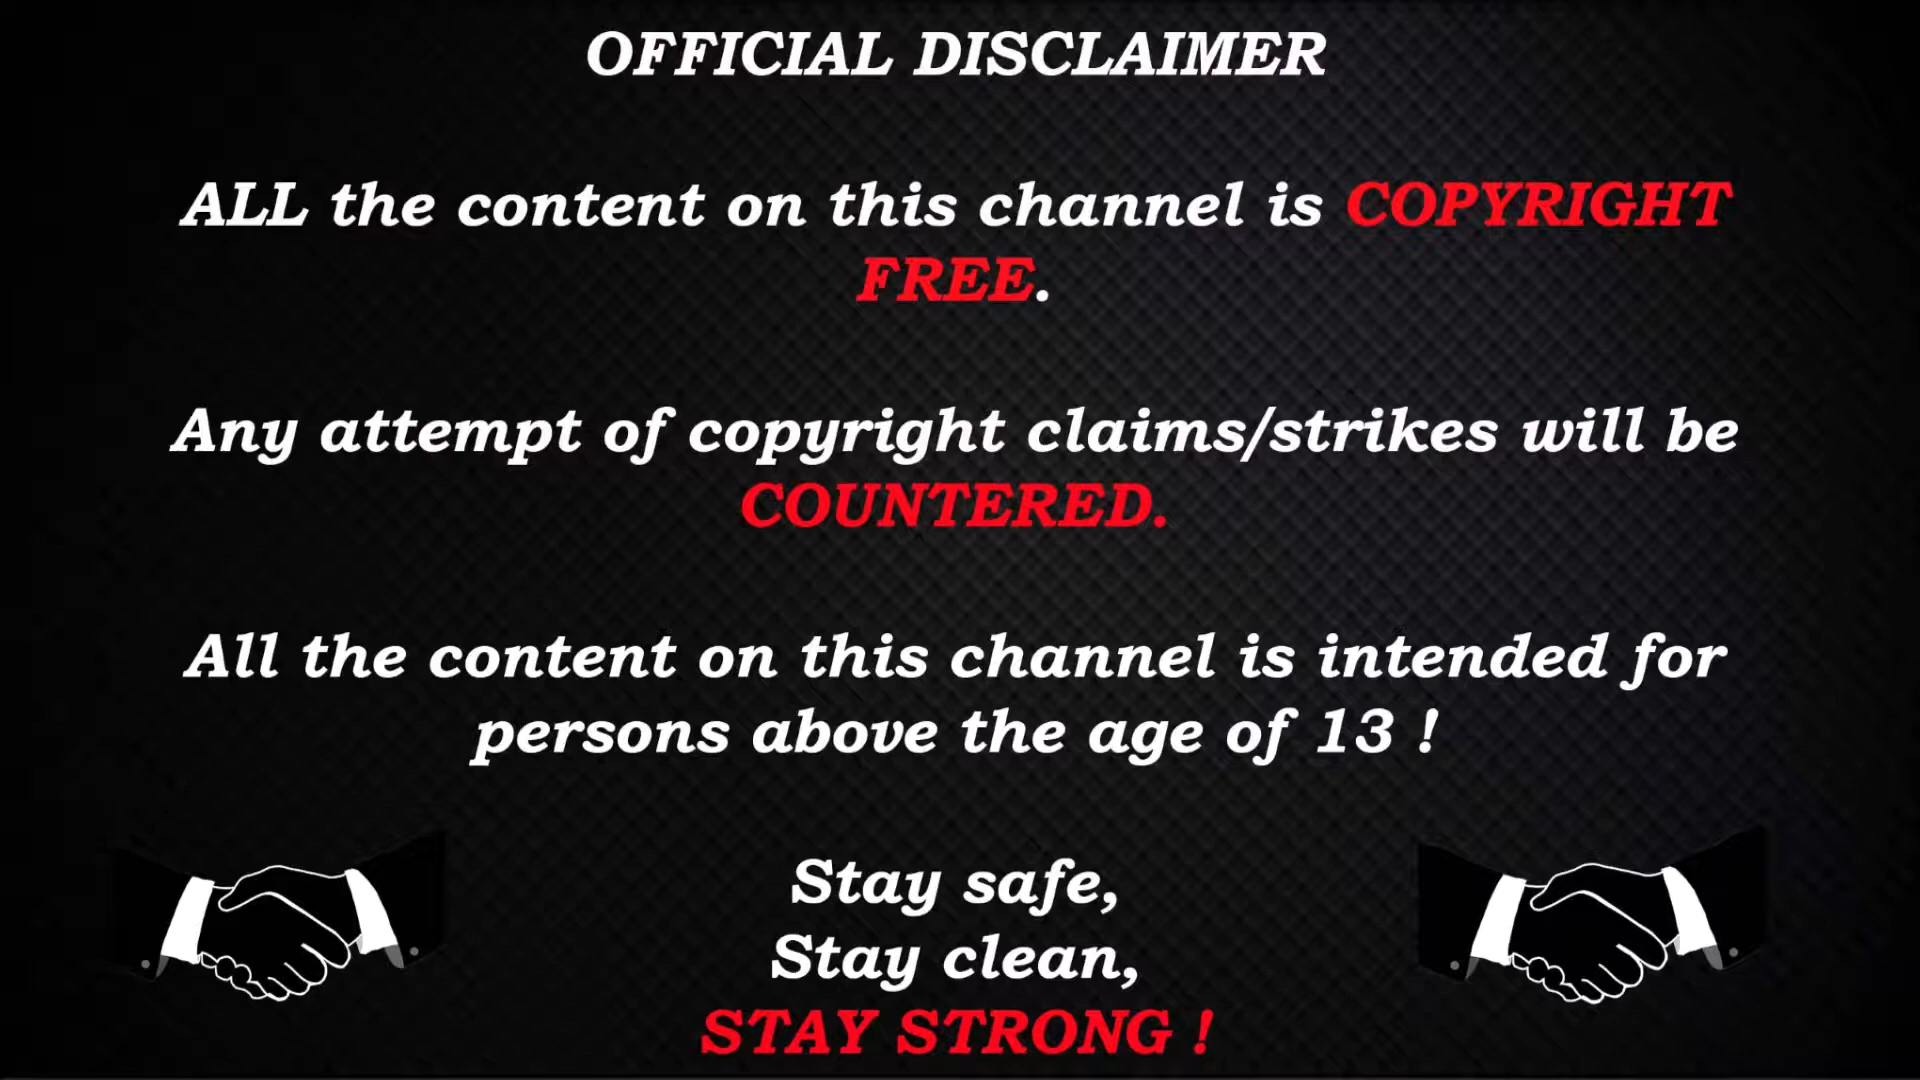 OFFICIAL DISCLAIMER
ALL the content on this channel is COPYRIGHT
FREE.
Any attempt of copyright claims/strikes will be
COUNTERED.
All the content on this channel is intended for
persons above the age of 13 !
Stay safe,
Stay clean,
STAY STRONG !